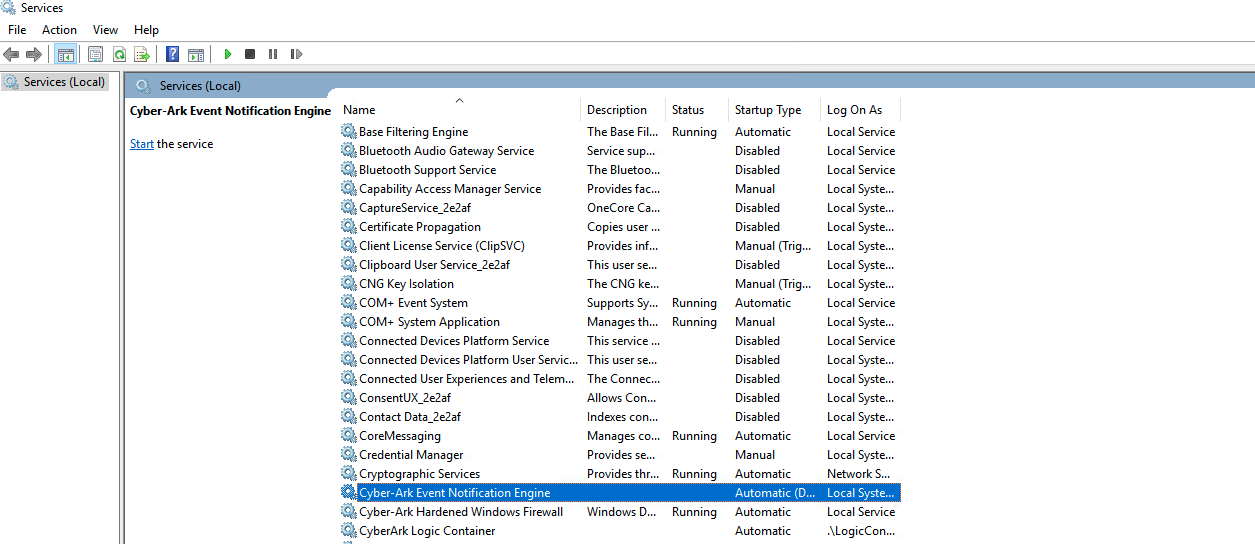 Services
File Action View Help
Services (Local)
Services (Local)
Cyber-Ark Event Notification Engine
Start the service
Name Description Status Startup Type Log On As
Base Filtering Engine The Base Fil... Running Automatic Local Service
Bluetooth Audio Gateway Service Service sup... Disabled Local Service
Bluetooth Support Service The Bluetoo... Disabled Local Service
Capability Access Manager Service Provides fac... Manual Local Syste...
CaptureService_2e2af OneCore Ca... Disabled Local Syste...
Certificate Propagation Copies user ... Disabled Local Syste...
Client License Service (ClipSVC) Provides inf... Manual (Trig... Local Syste...
Clipboard User Service_2e2af This user se... Disabled Local Syste...
CNG Key Isolation The CNG ke... Manual (Trig... Local Syste...
COM+ Event System Supports Sy... Running Automatic Local Service
COM+ System Application Manages th... Running Manual Local Syste...
Connected Devices Platform Service This service ... Disabled Local Service
Connected Devices Platform User Servic... This user se... Disabled Local Syste...
Connected User Experiences and Telem... The Connec... Disabled Local Syste...
ConsentUX_2e2af Allows Con... Disabled Local Syste...
Contact Data_2e2af Indexes con... Disabled Local Syste...
CoreMessaging Manages co... Running Automatic Local Service
Credential Manager Provides se... Manual Local Syste...
Cryptographic Services Provides thr... Running Automatic Network S...
Cyber-Ark Event Notification Engine Automatic (D... Local Syste...
Cyber-Ark Hardened Windows Firewall Windows D... Running Automatic Local Service
CyberArk Logic Container Automatic .\LogicCon...